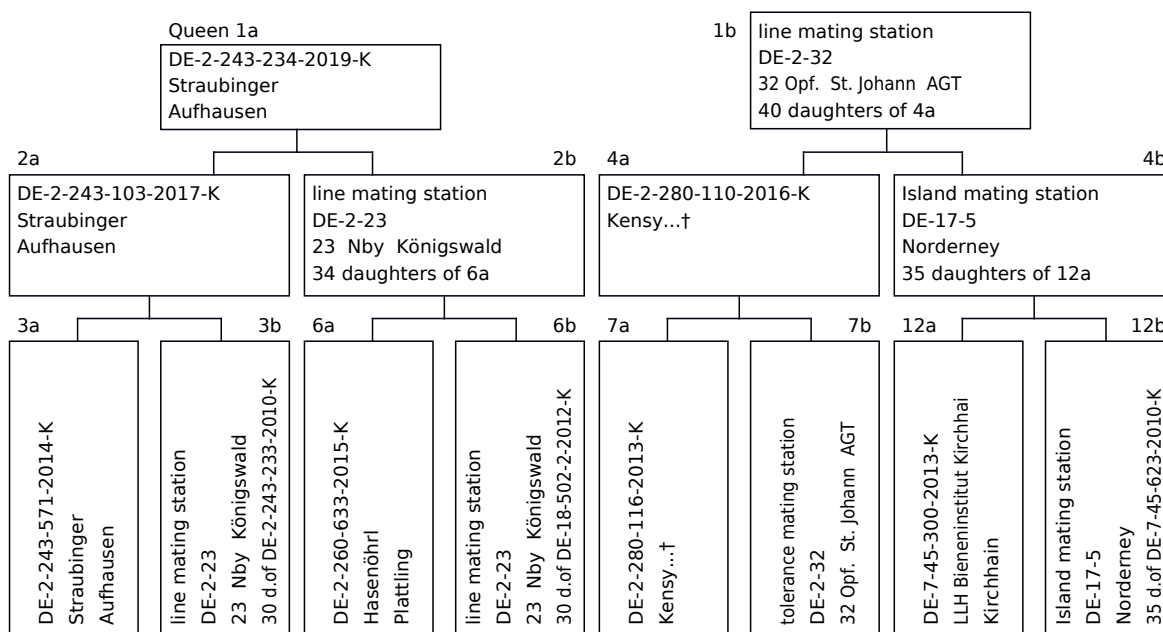 Queen 1a
DE-2-243-234-2019-K
Straubinger
Aufhausen
1b
line mating station
DE-2-32
32 Opf. St. Johann AGT
40 daughters of 4a
2a
DE-2-243-103-2017-K
Straubinger
Aufhausen
2b
line mating station
DE-2-23
23 Nby Königswald
34 daughters of 6a
4a
DE-2-280-110-2016-K
Kensy...†
4b
Island mating station
DE-17-5
Norderney
35 daughters of 12a
3a
DE-2-243-571-2014-K
Straubinger
Aufhausen
3b
line mating station
DE-2-23
23 Nby Königswald
30 d.of DE-2-243-233-2010-K
6a
DE-2-260-633-2015-K
Hasenöhrl
Plattling
6b
line mating station
DE-2-23
23 Nby Königswald
30 d.of DE-18-502-2-2012-K
7a
DE-2-280-116-2013-K
Kensy...†
7b
tolerance mating station
DE-2-32
32 Opf. St. Johann AGT
12a
DE-7-45-300-2013-K
LLH Bieneninstitut Kirchhai
Kirchhain
12b
Island mating station
DE-17-5
Norderney
35 d.of DE-7-45-623-2010-K